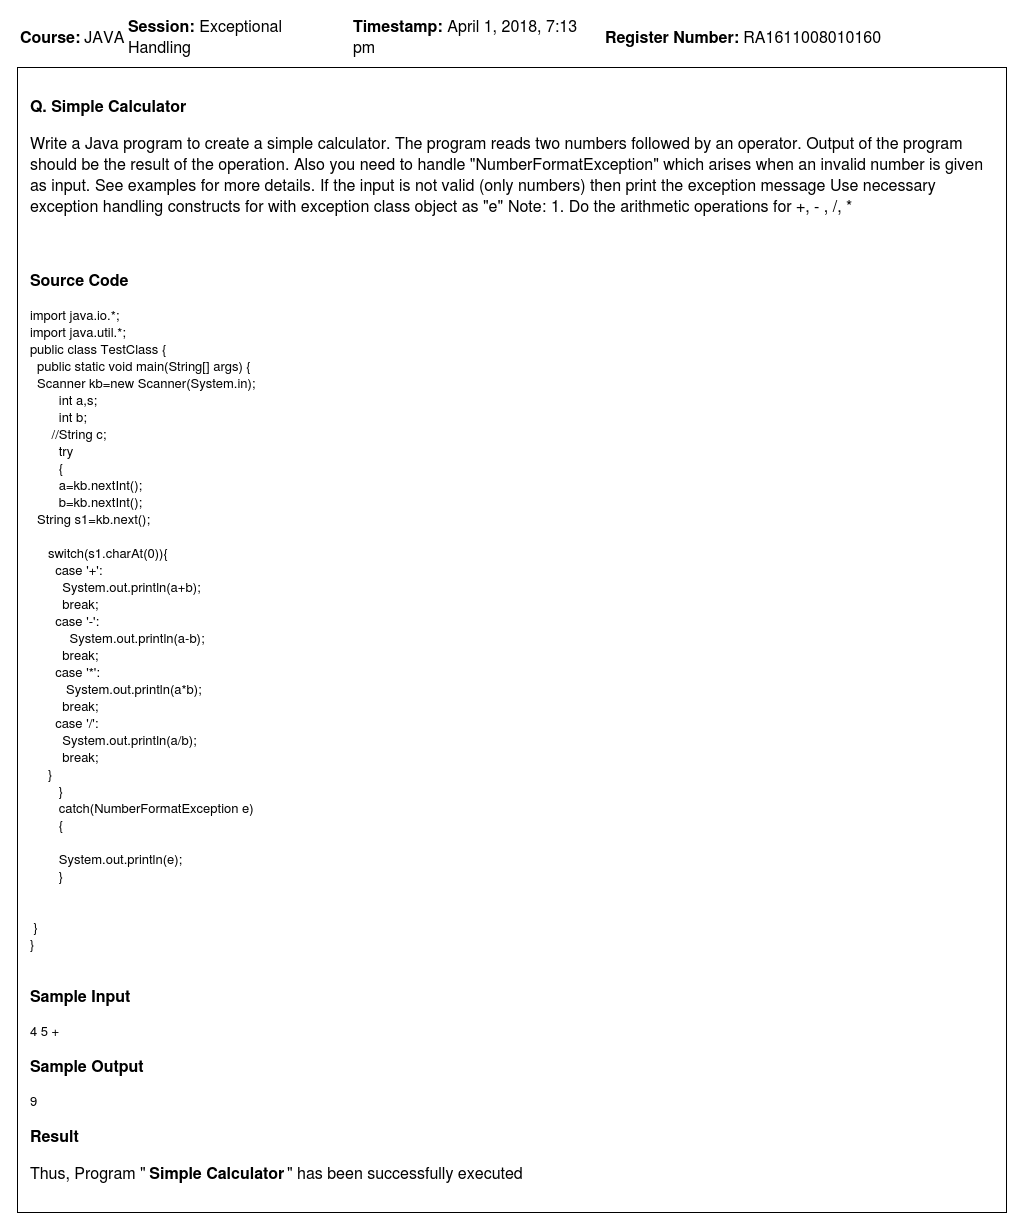 Course: JAVA Session: Exceptional Handling Timestamp: April 1, 2018, 7:13 pm Register Number: RA1611008010160
Q. Simple Calculator
Write a Java program to create a simple calculator. The program reads two numbers followed by an operator. Output of the program
should be the result of the operation. Also you need to handle "NumberFormatException" which arises when an invalid number is given
as input. See examples for more details. If the input is not valid (only numbers) then print the exception message Use necessary
exception handling constructs for with exception class object as "e" Note: 1. Do the arithmetic operations for +, - , /, *
Source Code
import java.io.*;
import java.util.*;
public class TestClass {
public static void main(String[] args) {
Scanner kb=new Scanner(System.in);
int a,s;
int b;
//String c;
try
{
a=kb.nextInt();
b=kb.nextInt();
String s1=kb.next();
switch(s1.charAt(0)){
case '+':
System.out.println(a+b);
break;
case '-':
System.out.println(a-b);
break;
case '*':
System.out.println(a*b);
break;
case '/':
System.out.println(a/b);
break;
}
}
catch(NumberFormatException e)
{
System.out.println(e);
}
}
}
Sample Input
4 5 +
Sample Output
9
Result
Thus, Program " Simple Calculator " has been successfully executed